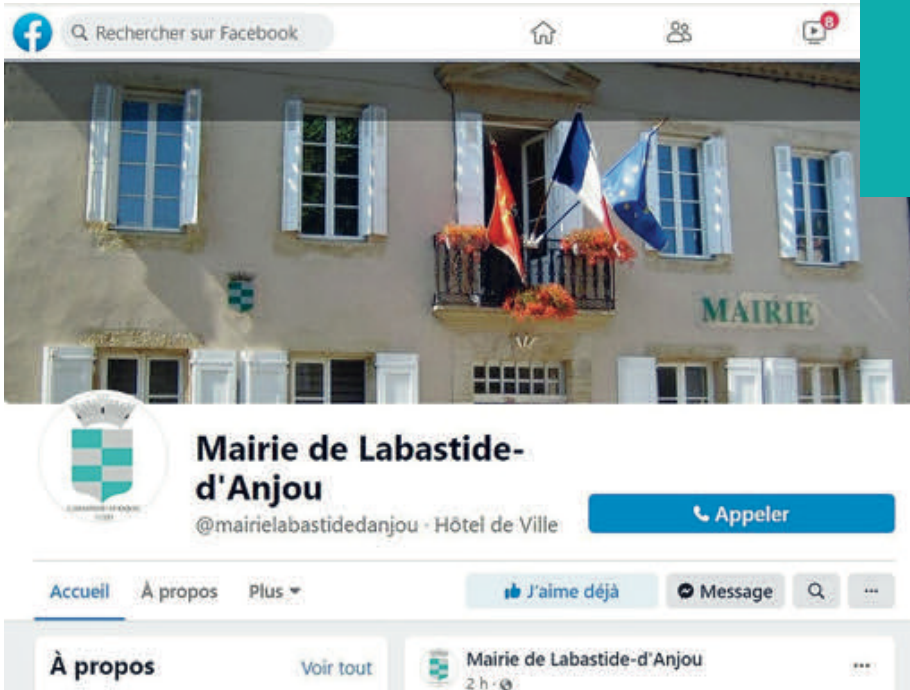 Rechercher sur Facebook
8
MAIRIE
Mairie de Labastide-
d'Anjou
@mairielabastidedanjou · Hôtel de Ville
Appeler
Accueil À propos Plus
J'aime déjà Message ...
À propos Voir tout
Mairie de Labastide-d'Anjou ...
2 h ·